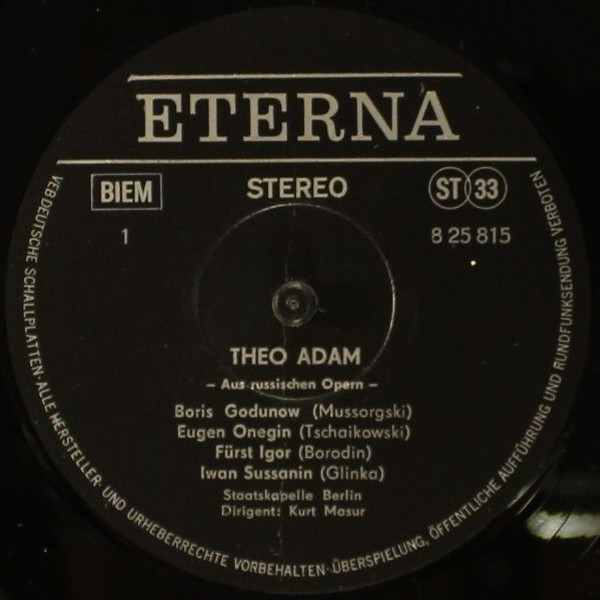 ETERNA
BIEM
STEREO
ST 33
1
8 25 815
THEO ADAM
– Aus russischen Opern –
Boris Godunow (Mussorgski)
Eugen Onegin (Tschaikowski)
Fürst Igor (Borodin)
Iwan Sussanin (Glinka)
Staatskapelle Berlin
Dirigent: Kurt Masur
VEB DEUTSCHE SCHALLPLATTEN·ALLE HERSTELLER- UND URHEBERRECHTE VORBEHALTEN·ÜBERSPIELUNG, ÖFFENTLICHE AUFFÜHRUNG UND RUNDFUNKSENDUNG VERBOTEN